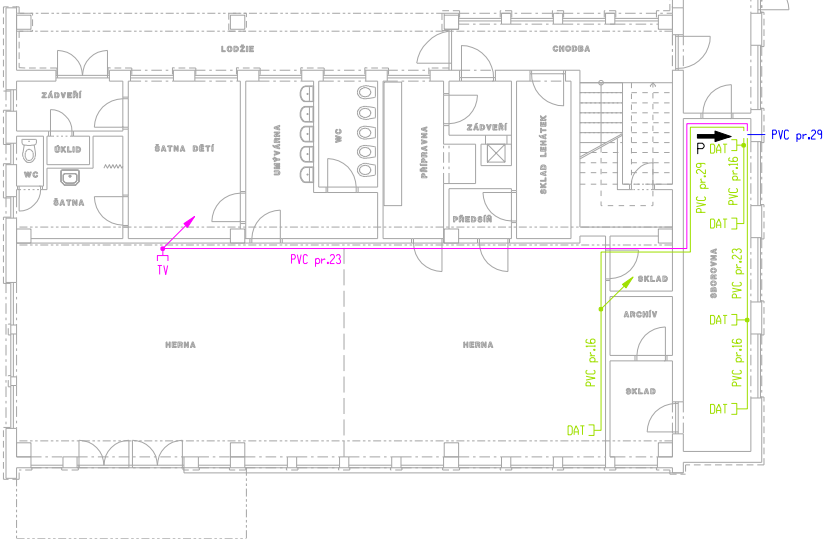 LODŽIE
CHODBA
ZÁDVEŘÍ
ÚKLID
WC
ŠATNA
ŠATNA DĚTÍ
UMÝVÁRNA
WC
PŘÍPRAVNA
ZÁDVEŘÍ
PŘEDSÍŇ
SKLAD LEHÁTEK
P
DAT
PVC pr.29
PVC pr.29
PVC pr.16
DAT
SBOROVNA
PVC pr.23
TV
PVC pr.23
SKLAD
ARCHÍV
DAT
HERNA
HERNA
PVC pr.16
PVC pr.16
SKLAD
DAT
DAT